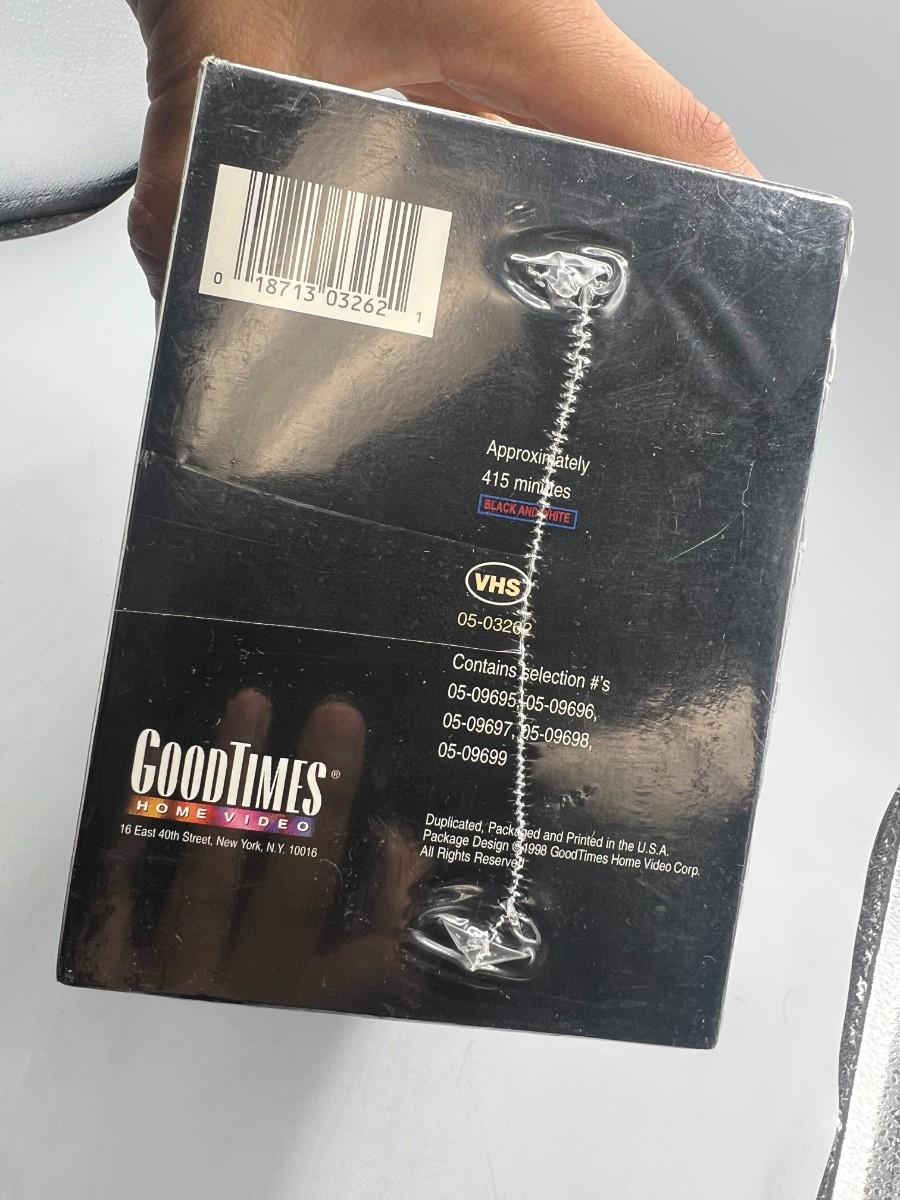 0 18713 03262 1
Approximately
415 minutes
BLACK AND WHITE
VHS
05-03262
Contains selection #'s
05-09695, 05-09696,
05-09697, 05-09698,
05-09699
GOODTIMES®
HOME VIDEO
16 East 40th Street, New York, N.Y. 10016
Duplicated, Packaged and Printed in the U.S.A.
Package Design ©1998 GoodTimes Home Video Corp.
All Rights Reserved